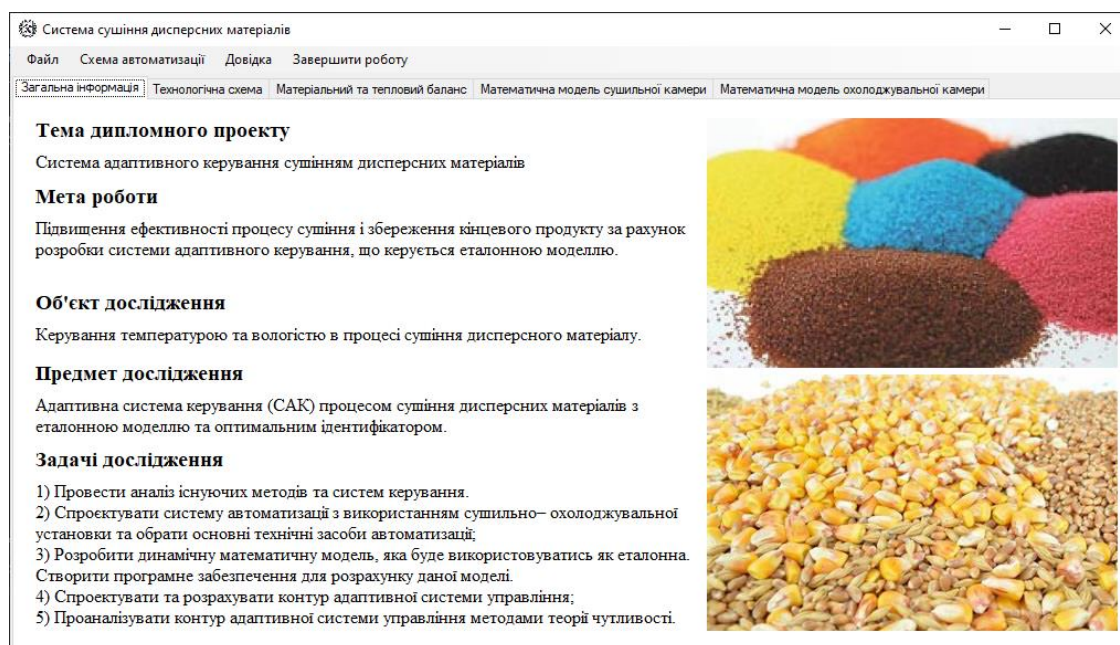 Система сушіння дисперсних матеріалів
Файл Схема автоматизації Довідка Завершити роботу
Загальна інформація Технологічна схема Матеріальний та тепловий баланс Математична модель сушильної камери Математична модель охолоджувальної камери
Тема дипломного проекту
Система адаптивного керування сушінням дисперсних матеріалів
Мета роботи
Підвищення ефективності процесу сушіння і збереження кінцевого продукту за рахунок
розробки системи адаптивного керування, що керується еталонною моделлю.
Об'єкт дослідження
Керування температурою та вологістю в процесі сушіння дисперсного матеріалу.
Предмет дослідження
Адаптивна система керування (САК) процесом сушіння дисперсних матеріалів з
еталонною моделлю та оптимальним ідентифікатором.
Задачі дослідження
1) Провести аналіз існуючих методів та систем керування.
2) Спроєктувати систему автоматизації з використанням сушильно– охолоджувальної
установки та обрати основні технічні засоби автоматизації;
3) Розробити динамічну математичну модель, яка буде використовуватись як еталонна.
Створити програмне забезпечення для розрахунку даної моделі.
4) Спроектувати та розрахувати контур адаптивної системи управління;
5) Проаналізувати контур адаптивної системи управління методами теорії чутливості.